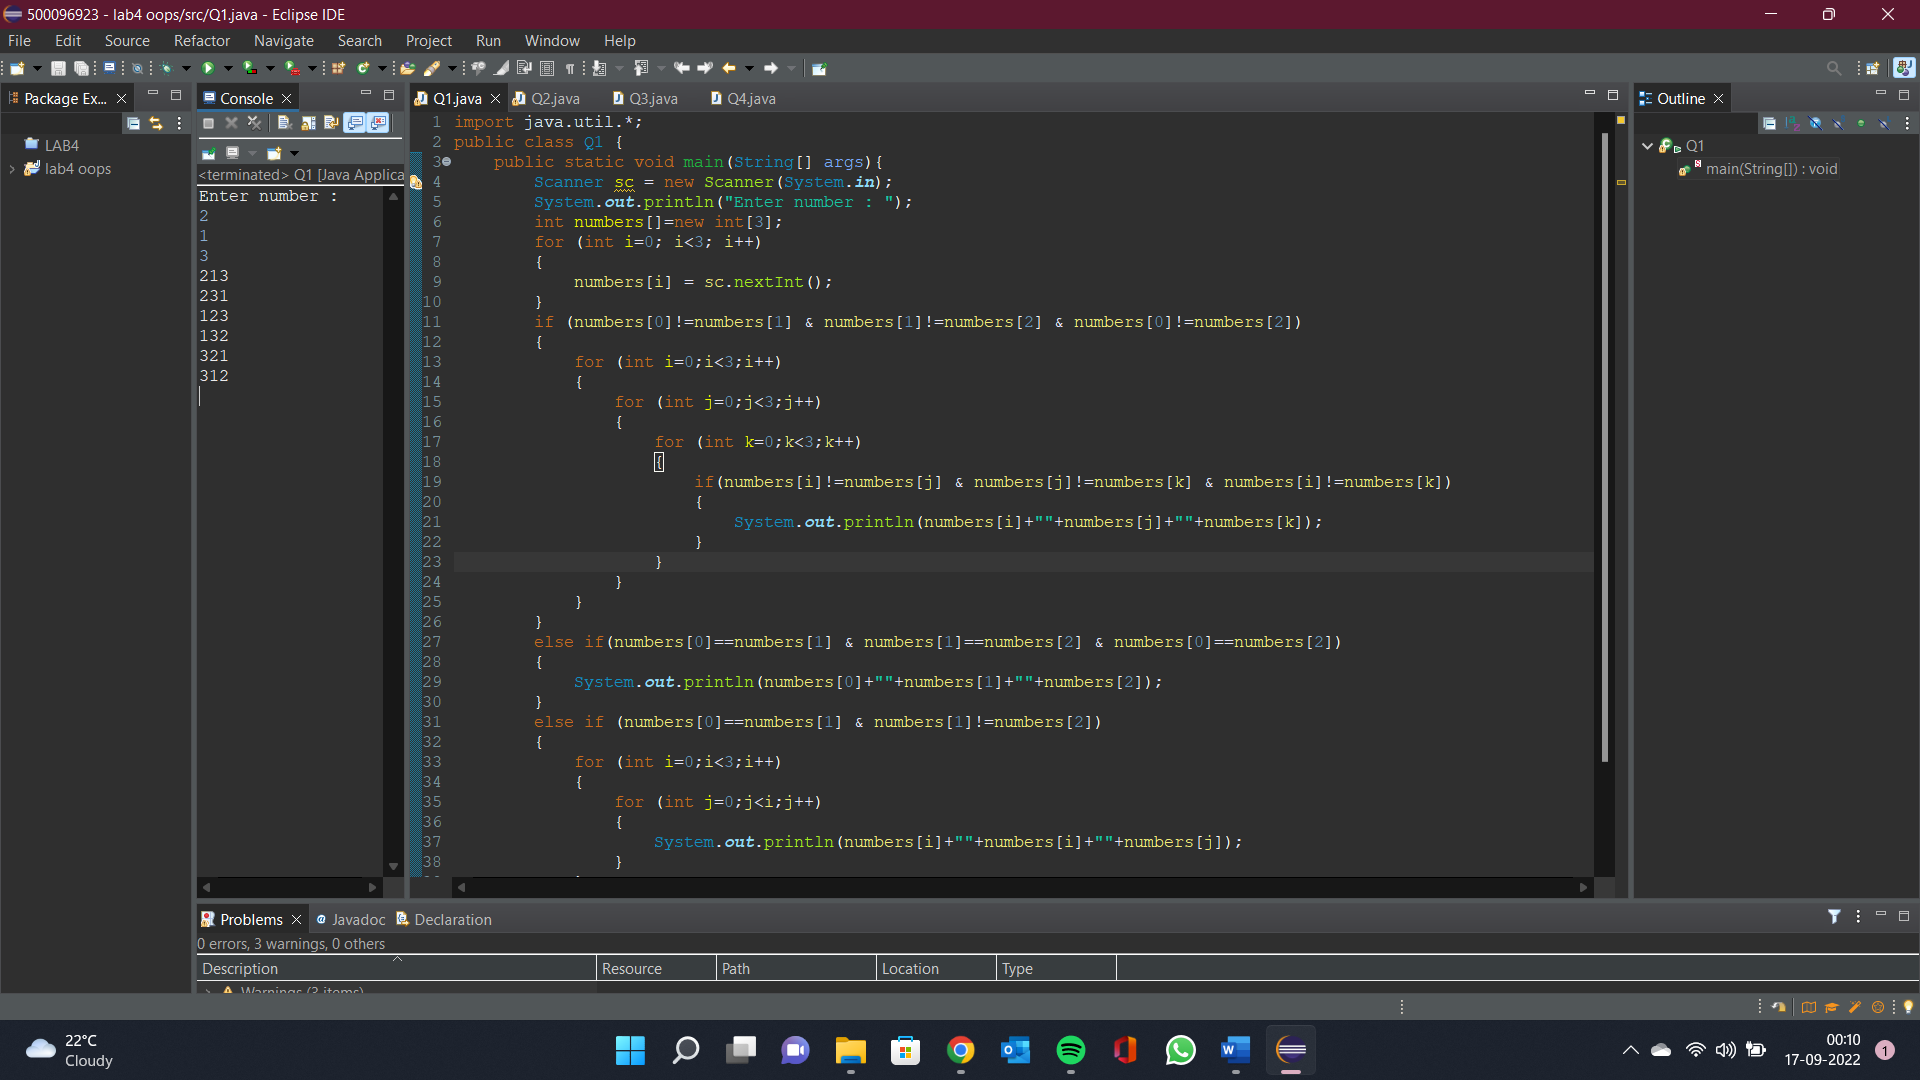 500096923 - lab4 oops/src/Q1.java - Eclipse IDE
File Edit Source Refactor Navigate Search Project Run Window Help
Package Ex...
LAB4
lab4 oops
Console
<terminated> Q1 [Java Applica
Enter number :
2
1
3
213
231
123
132
321
312
Q1.java Q2.java Q3.java Q4.java
1 import java.util.*;
2 public class Q1 {
3     public static void main(String[] args){
4         Scanner sc = new Scanner(System.in);
5         System.out.println("Enter number : ");
6         int numbers[]=new int[3];
7         for (int i=0; i<3; i++)
8         {
9             numbers[i] = sc.nextInt();
10         }
11         if (numbers[0]!=numbers[1] & numbers[1]!=numbers[2] & numbers[0]!=numbers[2])
12         {
13             for (int i=0;i<3;i++)
14             {
15                 for (int j=0;j<3;j++)
16                 {
17                     for (int k=0;k<3;k++)
18                     {
19                         if(numbers[i]!=numbers[j] & numbers[j]!=numbers[k] & numbers[i]!=numbers[k])
20                         {
21                             System.out.println(numbers[i]+""+numbers[j]+""+numbers[k]);
22                         }
23                     }
24                 }
25             }
26         }
27         else if(numbers[0]==numbers[1] & numbers[1]==numbers[2] & numbers[0]==numbers[2])
28         {
29             System.out.println(numbers[0]+""+numbers[1]+""+numbers[2]);
30         }
31         else if (numbers[0]==numbers[1] & numbers[1]!=numbers[2])
32         {
33             for (int i=0;i<3;i++)
34             {
35                 for (int j=0;j<i;j++)
36                 {
37                     System.out.println(numbers[i]+""+numbers[i]+""+numbers[j]);
38                 }
Outline
Q1
main(String[]) : void
Problems Javadoc Declaration
0 errors, 3 warnings, 0 others
Description Resource Path Location Type
Warnings (3 items)
22°C
Cloudy
00:10
17-09-2022
1